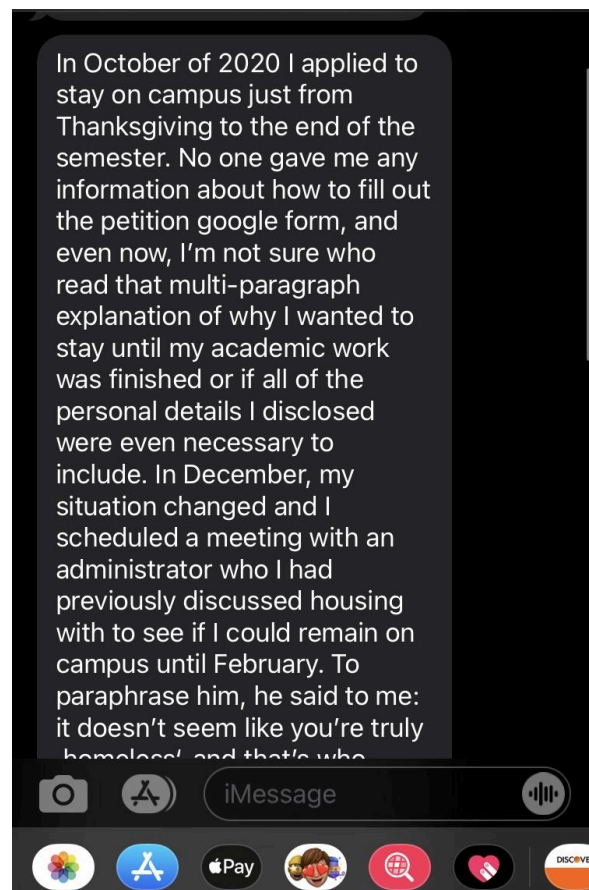 In October of 2020 I applied to
stay on campus just from
Thanksgiving to the end of the
semester. No one gave me any
information about how to fill out
the petition google form, and
even now, I’m not sure who
read that multi-paragraph
explanation of why I wanted to
stay until my academic work
was finished or if all of the
personal details I disclosed
were even necessary to
include. In December, my
situation changed and I
scheduled a meeting with an
administrator who I had
previously discussed housing
with to see if I could remain on
campus until February. To
paraphrase him, he said to me:
it doesn’t seem like you’re truly
‚homeless‘ and that’s who
iMessage
Pay
DISCOVE